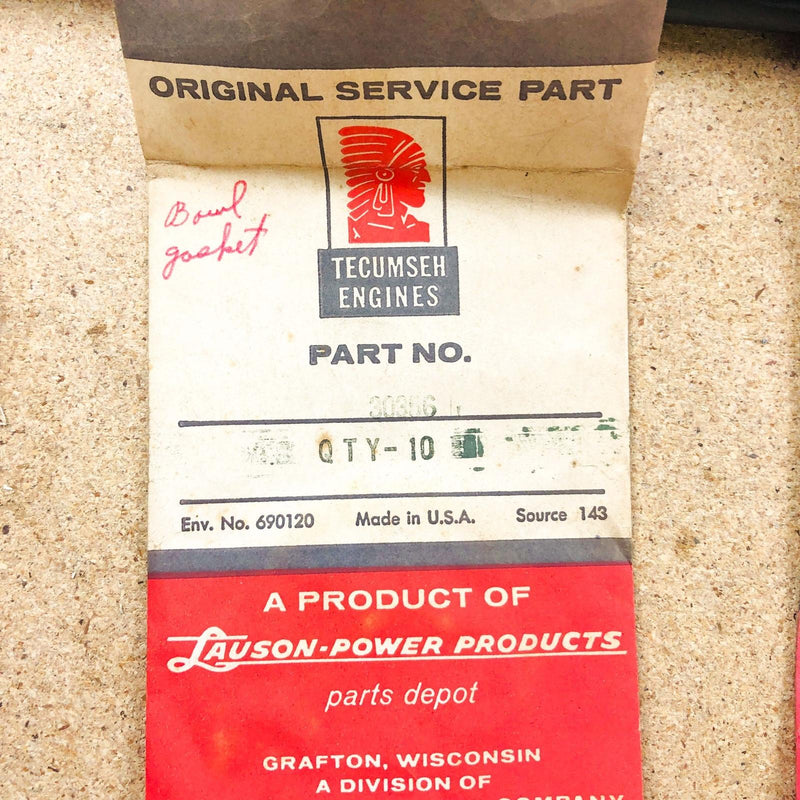 ORIGINAL SERVICE PART
Bowl
gasket
TECUMSEH
ENGINES
PART NO.
QTY-10
Env. No. 690120 Made in U.S.A. Source 143
A PRODUCT OF
LAUSON-POWER PRODUCTS
parts depot
GRAFTON, WISCONSIN
A DIVISION OF
COMPANY